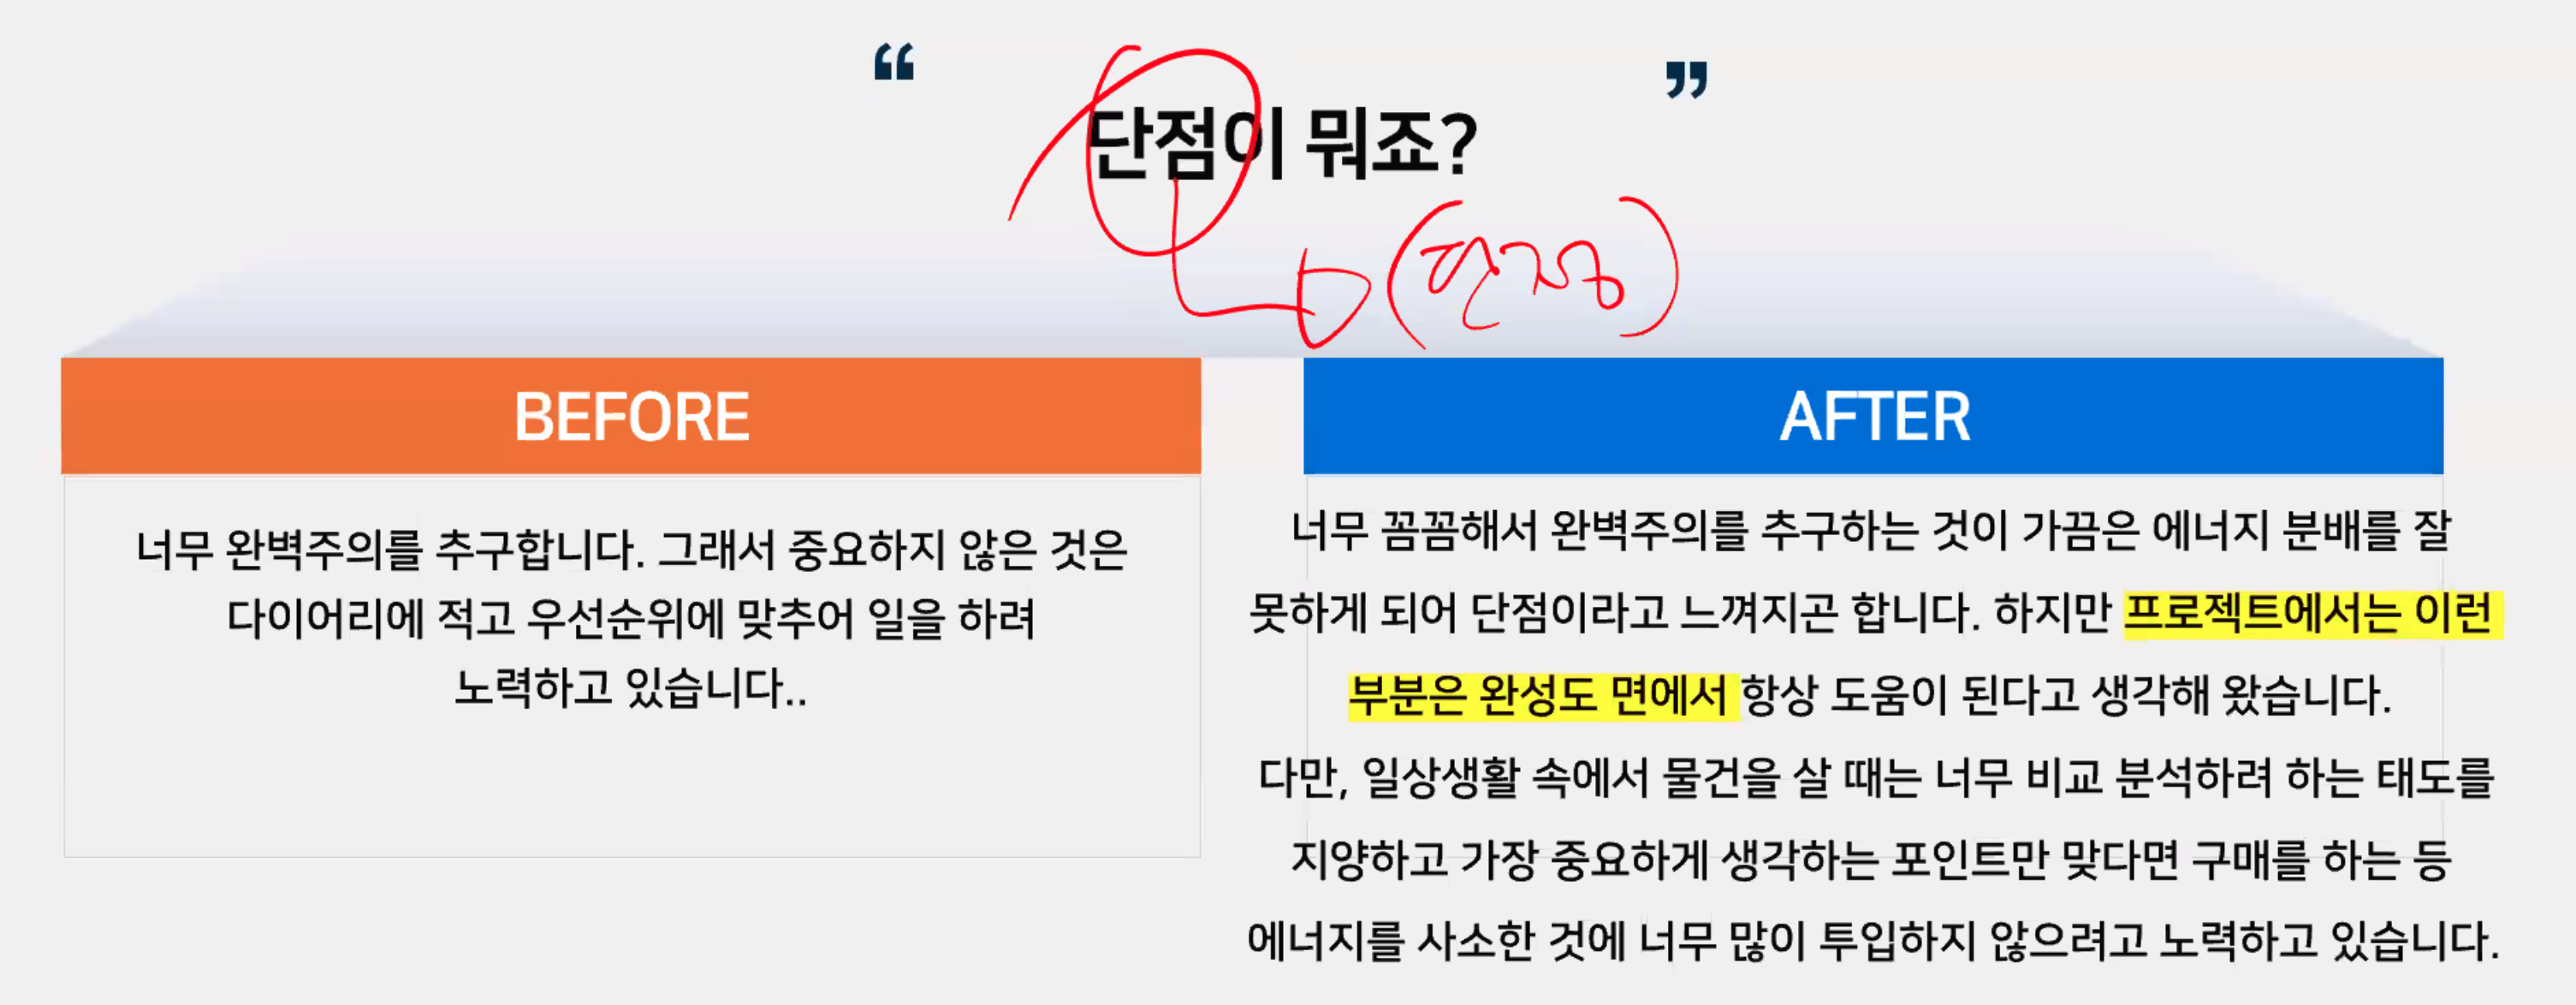 “ ”
단점이 뭐죠?
BEFORE
너무 완벽주의를 추구합니다. 그래서 중요하지 않은 것은
다이어리에 적고 우선순위에 맞추어 일을 하려
노력하고 있습니다..
AFTER
너무 꼼꼼해서 완벽주의를 추구하는 것이 가끔은 에너지 분배를 잘
못하게 되어 단점이라고 느껴지곤 합니다. 하지만 프로젝트에서는 이런
부분은 완성도 면에서 항상 도움이 된다고 생각해 왔습니다.
다만, 일상생활 속에서 물건을 살 때는 너무 비교 분석하려 하는 태도를
지양하고 가장 중요하게 생각하는 포인트만 맞다면 구매를 하는 등
에너지를 사소한 것에 너무 많이 투입하지 않으려고 노력하고 있습니다.